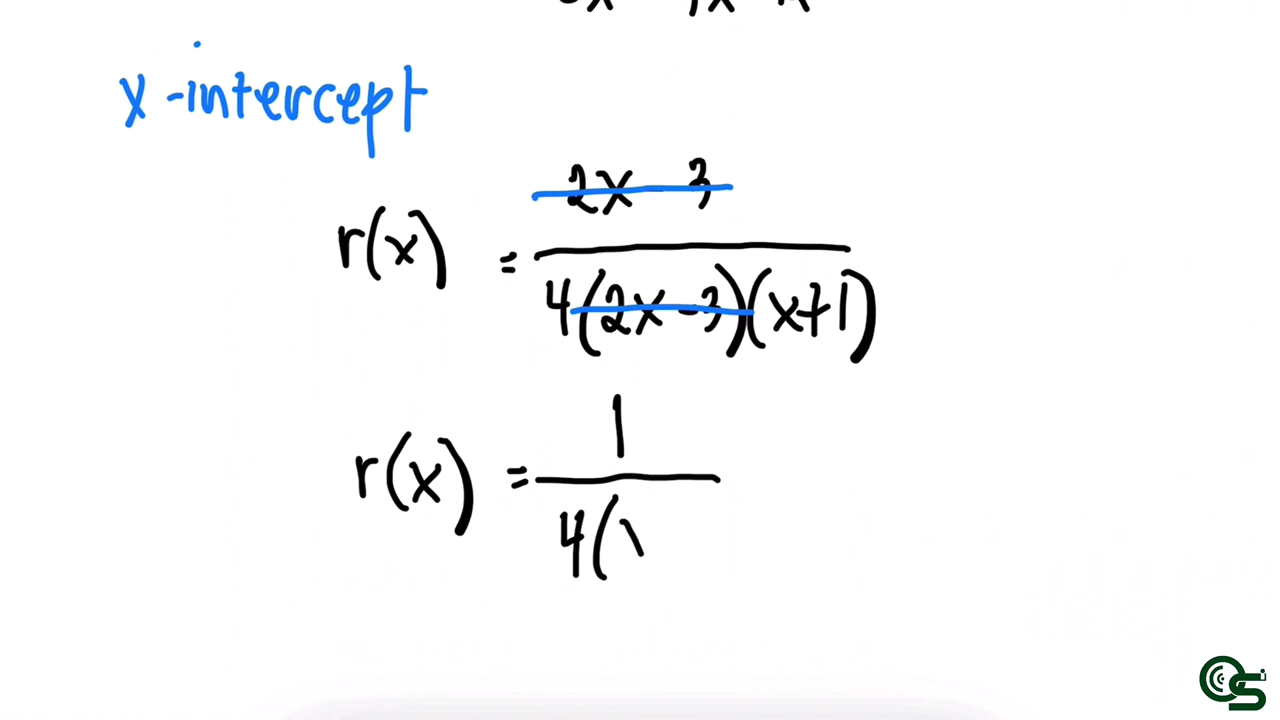 x-intercept
r(x) = 2x - 3 / 4(2x-3)(x+1)
r(x) = 1 / 4(